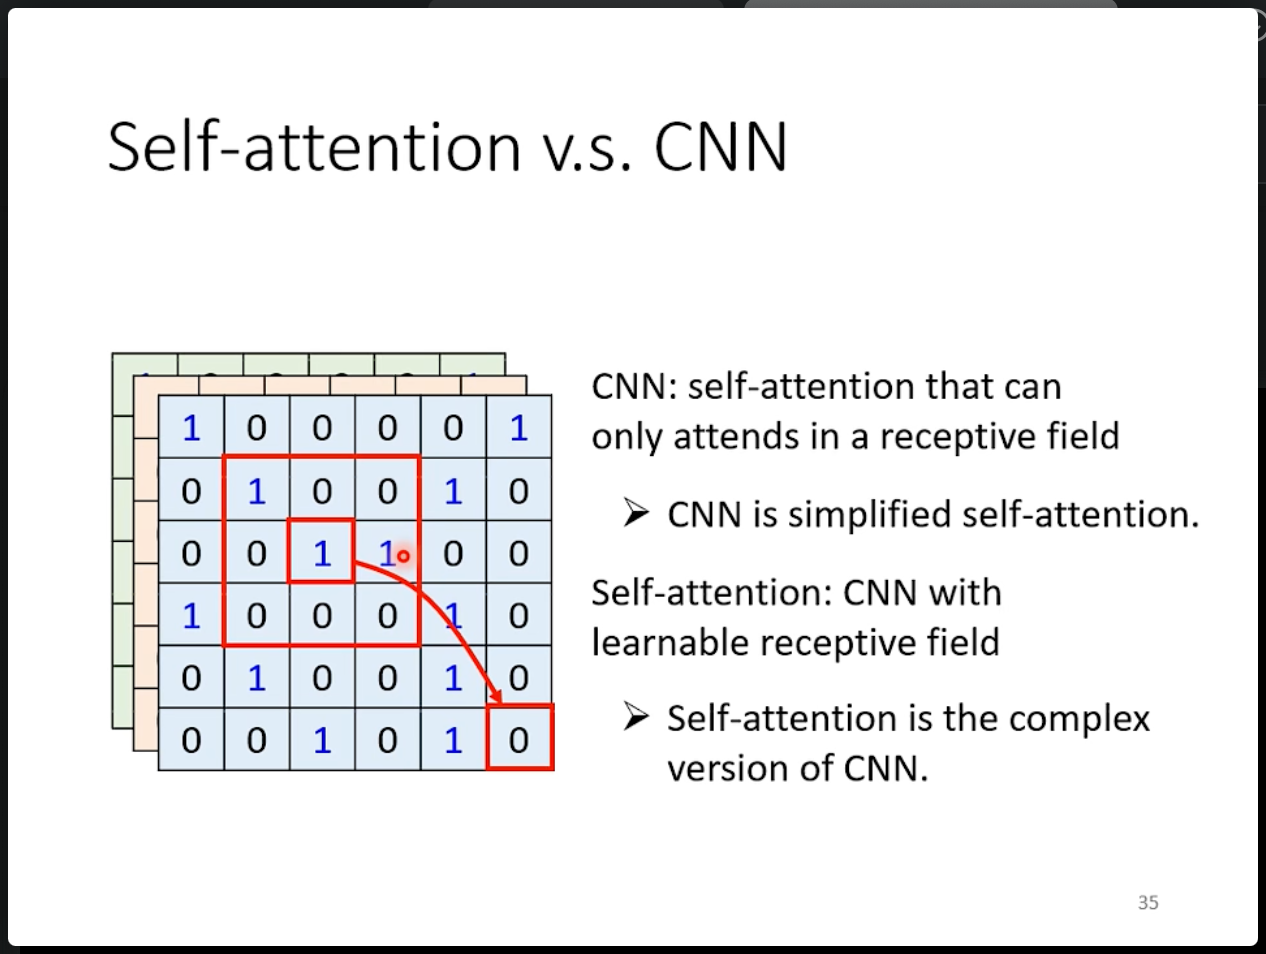 Self-attention v.s. CNN
1 0 0 0 0 1
0 1 0 0 1 0
0 0 1 1 0 0
1 0 0 0 1 0
0 1 0 0 1 0
0 0 1 0 1 0
CNN: self-attention that can
only attends in a receptive field
➢ CNN is simplified self-attention.
Self-attention: CNN with
learnable receptive field
➢ Self-attention is the complex
version of CNN.
35